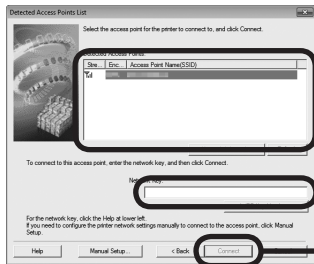 Detected Access Points List
Select the access point for the printer to connect to, and click Connect.
Detected Access Points:
Stre... Enc... Access Point Name(SSID)
To connect to this access point, enter the network key, and then click Connect.
Network Key:
For the network key, click the Help at lower left.
If you need to configure the printer network settings manually to connect to the access point, click Manual
Setup.
Help Manual Setup... < Back Connect